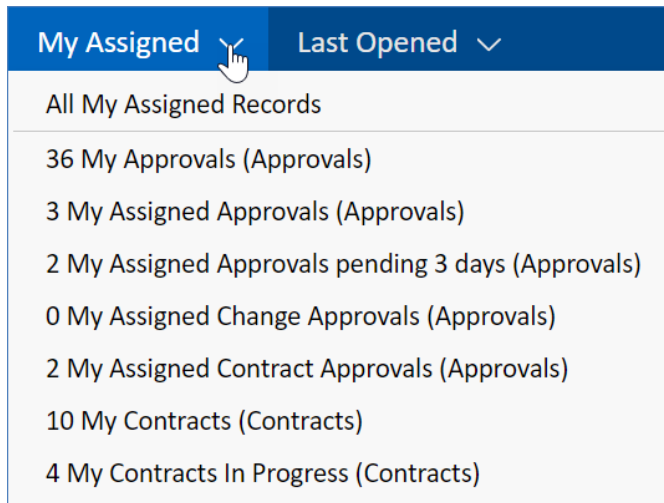 My Assigned Last Opened
All My Assigned Records
36 My Approvals (Approvals)
3 My Assigned Approvals (Approvals)
2 My Assigned Approvals pending 3 days (Approvals)
0 My Assigned Change Approvals (Approvals)
2 My Assigned Contract Approvals (Approvals)
10 My Contracts (Contracts)
4 My Contracts In Progress (Contracts)